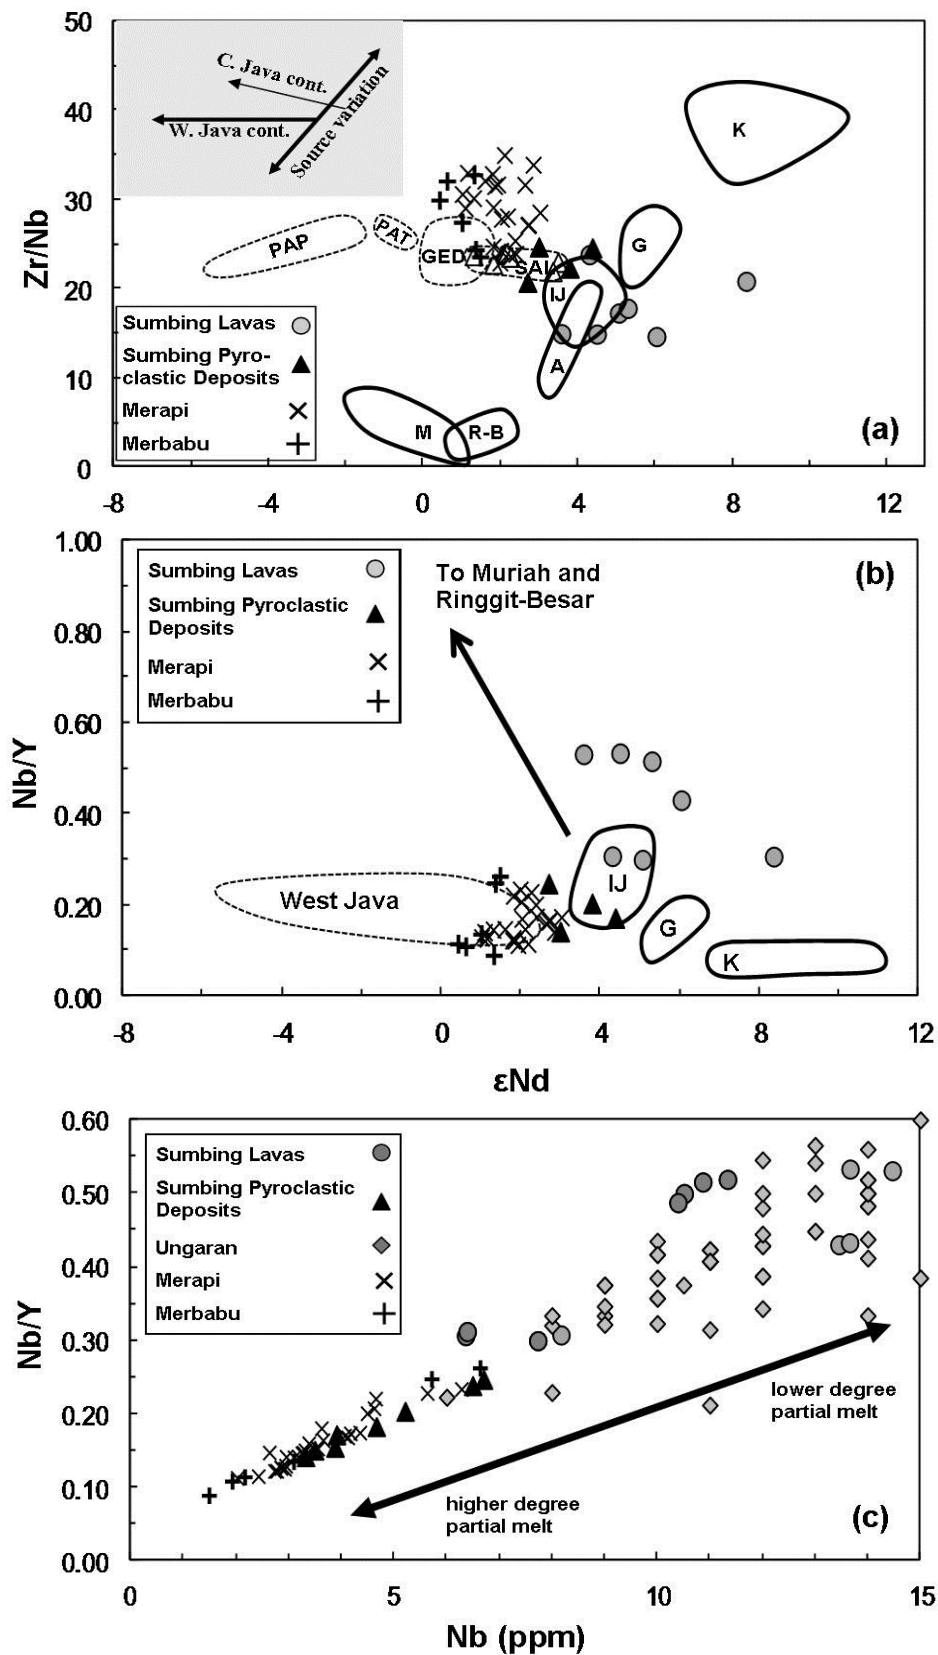 50
40
30
20
10
0
Zr/Nb
C. Java cont.
W. Java cont.
Source variation
K
G
PAP
PAT
GED
SAL
IJ
A
M
R-B
Sumbing Lavas
Sumbing Pyro-
clastic Deposits
Merapi
Merbabu
(a)
-8
-4
0
4
8
12
1.00
0.80
0.60
0.40
0.20
0.00
Nb/Y
Sumbing Lavas
Sumbing Pyroclastic
Deposits
Merapi
Merbabu
To Muriah and
Ringgit-Besar
(b)
West Java
IJ
G
K
-8
-4
0
4
8
12
εNd
0.60
0.50
0.40
0.30
0.20
0.10
0.00
Nb/Y
Sumbing Lavas
Sumbing Pyroclastic
Deposits
Ungaran
Merapi
Merbabu
lower degree
partial melt
higher degree
partial melt
(c)
0
5
10
15
Nb (ppm)